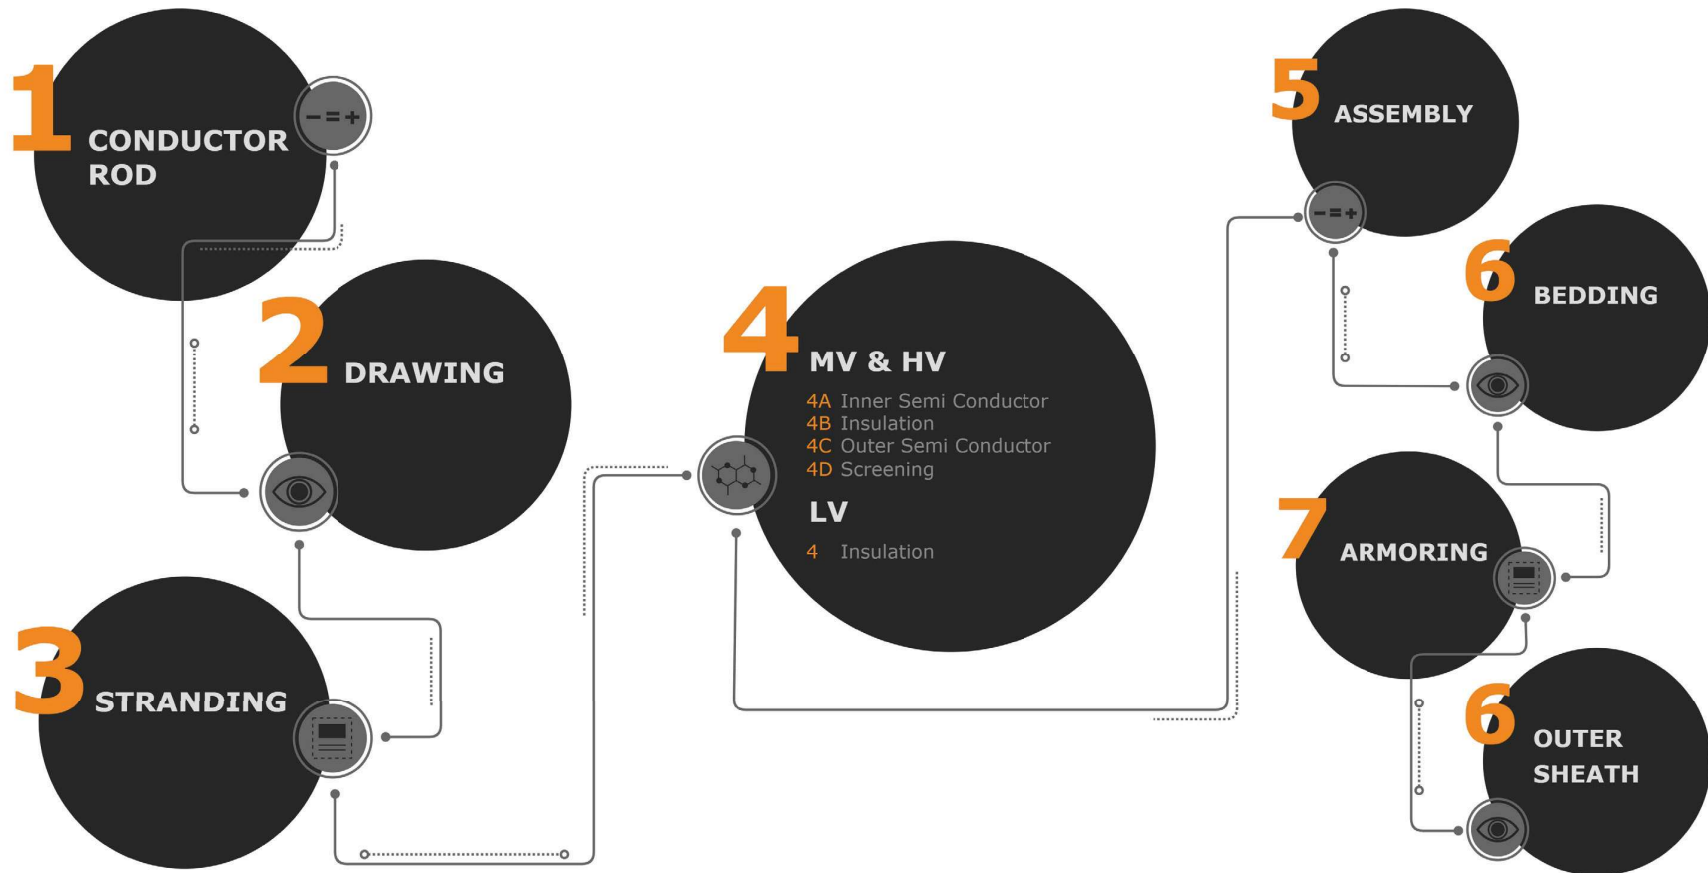 1
CONDUCTOR
ROD
2
DRAWING
3
STRANDING
4
MV & HV
4A Inner Semi Conductor
4B Insulation
4C Outer Semi Conductor
4D Screening
LV
4 Insulation
5
ASSEMBLY
6
BEDDING
7
ARMORING
6
OUTER
SHEATH